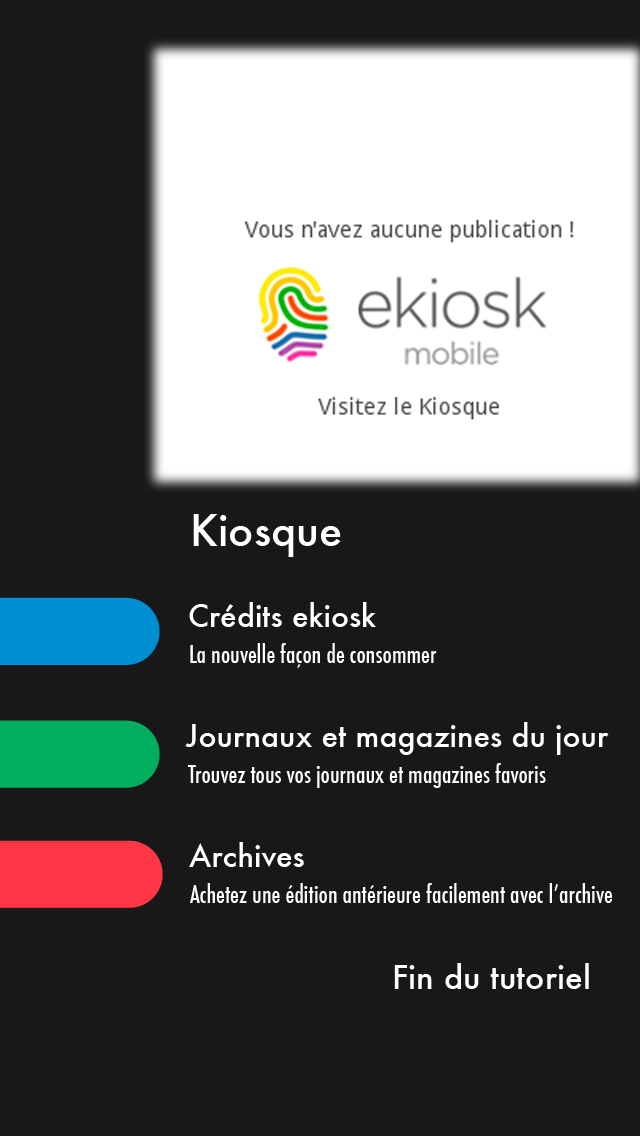 Vous n'avez aucune publication !
ekiosk
mobile
Visitez le Kiosque
Kiosque
Crédits ekiosk
La nouvelle façon de consommer
Journaux et magazines du jour
Trouvez tous vos journaux et magazines favoris
Archives
Achetez une édition antérieure facilement avec l’archive
Fin du tutoriel